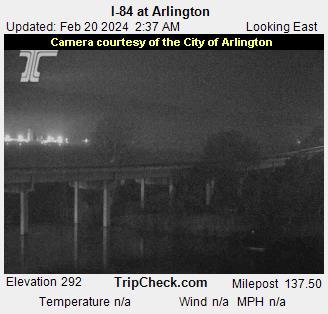 I-84 at Arlington
Updated: Feb 20 2024 2:37 AM Looking East
Camera courtesy of the City of Arlington
Elevation 292 TripCheck.com Milepost 137.50
Temperature n/a Wind n/a MPH n/a